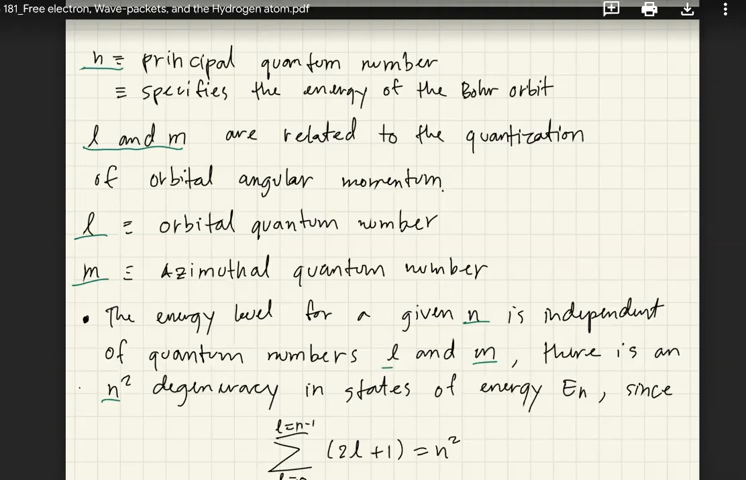 181_Free electron, Wave-packets, and the Hydrogen atom.pdf
n ≡ principal quantum number
≡ specifies the energy of the Bohr orbit
l and m are related to the quantization
of orbital angular momentum.
l ≡ orbital quantum number
m ≡ Azimuthal quantum number
• The energy level for a given n is independent
of quantum numbers l and m, there is an
n² degeneracy in states of energy En, since
l=n-1
∑ (2l+1) = n²